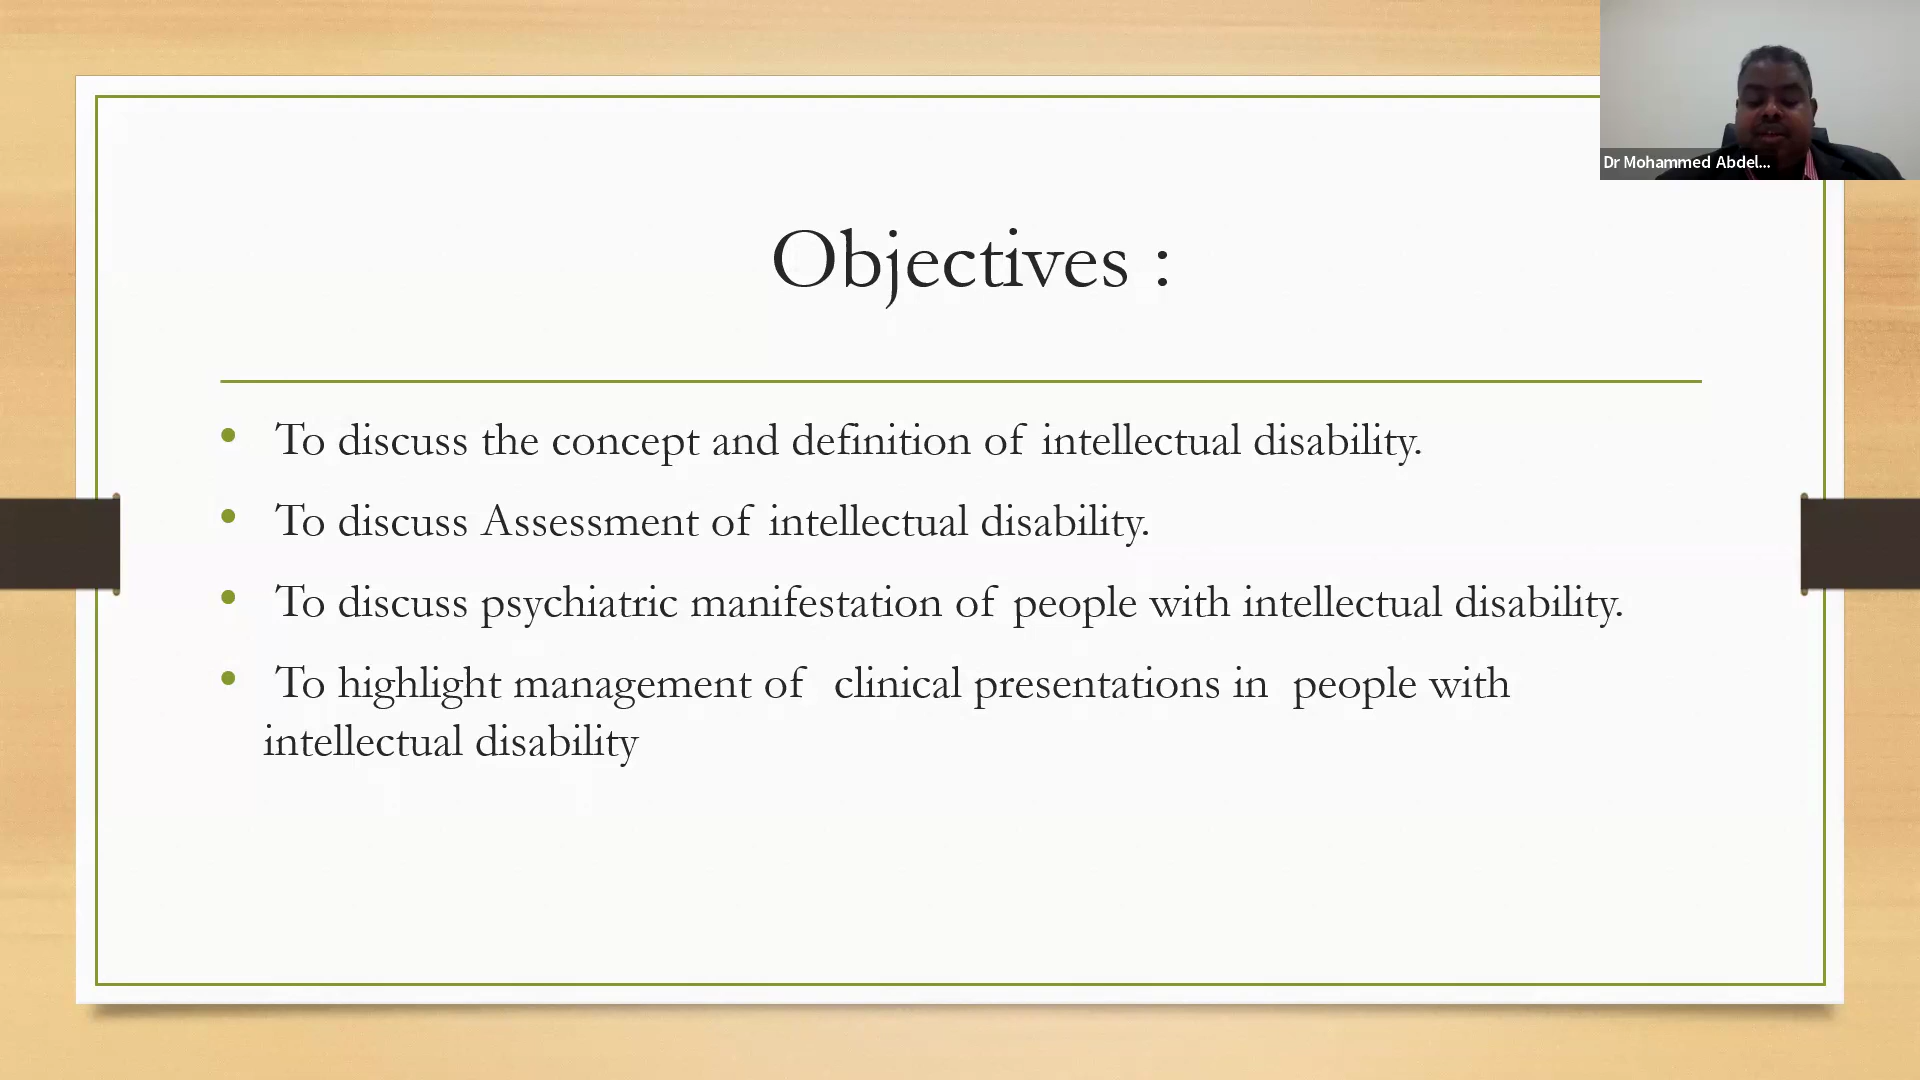 Dr Mohammed Abdel...
Objectives :
• To discuss the concept and definition of intellectual disability.
• To discuss Assessment of intellectual disability.
• To discuss psychiatric manifestation of people with intellectual disability.
• To highlight management of clinical presentations in people with
intellectual disability